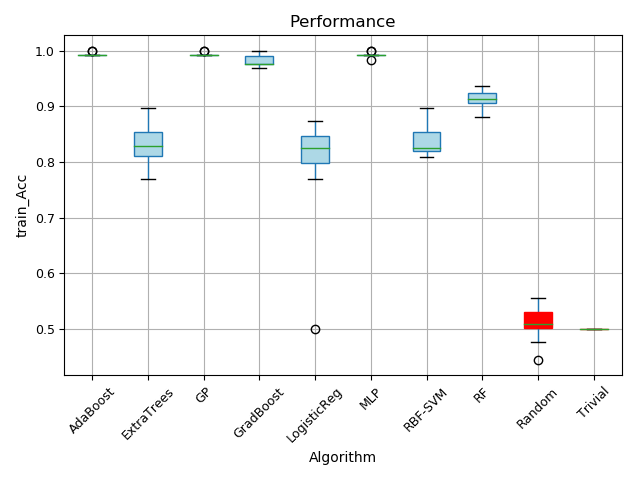 Performance
train_Acc
1.0
0.9
0.8
0.7
0.6
0.5
AdaBoost
ExtraTrees
GP
GradBoost
LogisticReg
MLP
RBF-SVM
RF
Random
Trivial
Algorithm